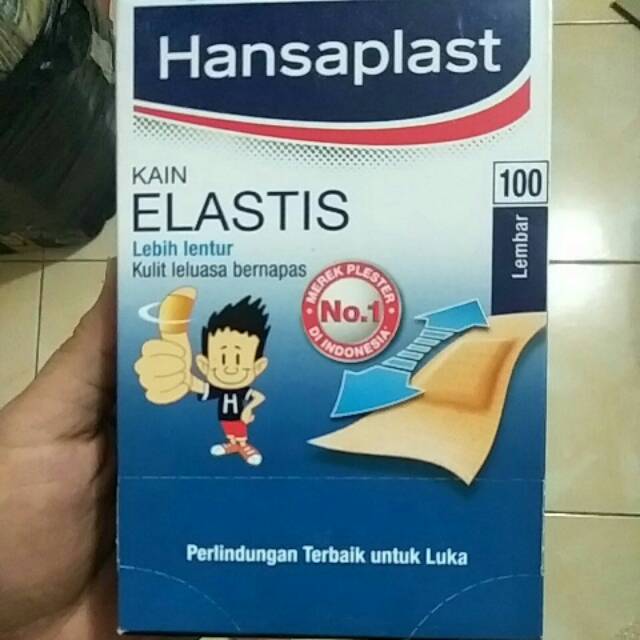 Hansaplast
KAIN
ELASTIS
Lebih lentur
Kulit leluasa bernapas
100
Lembar
MEREK PLESTER
No.1
DI INDONESIA
H
Perlindungan Terbaik untuk Luka